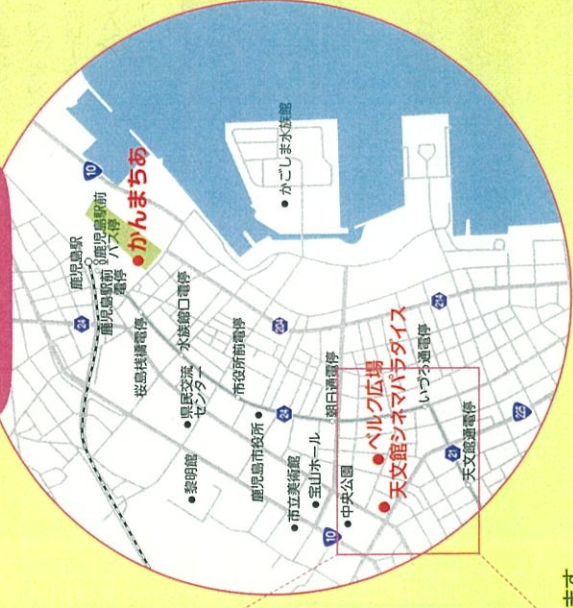 鹿児島駅
鹿児島駅前
バス停
鹿児島駅前
電停
かんまちあ
10
24
桜島桟橋電停
水族館口電停
県民交流
センター
かごしま水族館
黎明館
市役所前電停
204
鹿児島市役所
24
市立美術館
宝山ホール
朝日通電停
10
中央公園
ベルク広場
天文館シネマパラダイス
いづろ通電停
214
21
天文館通電停
225
ます